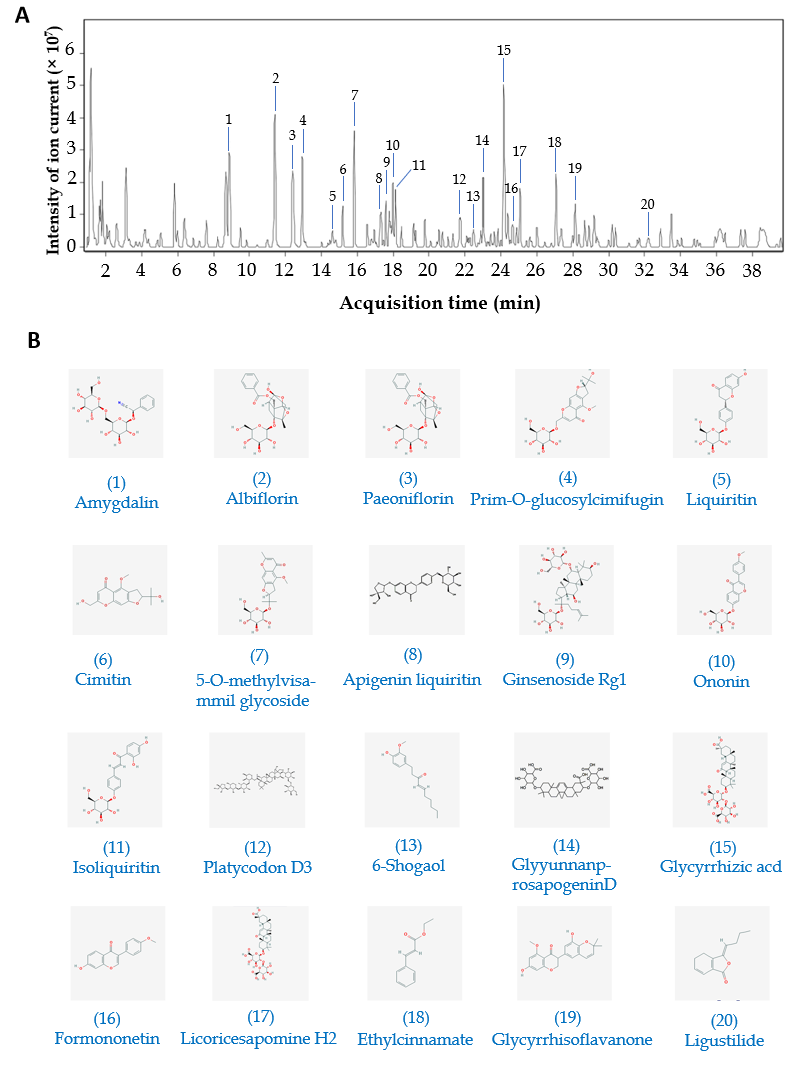 A
Intensity of ion current (× 10⁷)
6
5
4
3
2
1
0
1
2
3
4
5
6
7
8
9
10
11
12
13
14
15
16
17
18
19
20
2 4 6 8 10 12 14 16 18 20 22 24 26 28 30 32 34 36 38
Acquisition time (min)
B
(1)
Amygdalin
(2)
Albiflorin
(3)
Paeoniflorin
(4)
Prim-O-glucosylcimifugin
(5)
Liquiritin
(6)
Cimitin
(7)
5-O-methylvisa-
mmil glycoside
(8)
Apigenin liquiritin
(9)
Ginsenoside Rg1
(10)
Ononin
(11)
Isoliquiritin
(12)
Platycodon D3
(13)
6-Shogaol
(14)
Glyyunnanp-
rosapogeninD
(15)
Glycyrrhizic acd
(16)
Formononetin
(17)
Licoricesapomine H2
(18)
Ethylcinnamate
(19)
Glycyrrhisoflavanone
(20)
Ligustilide